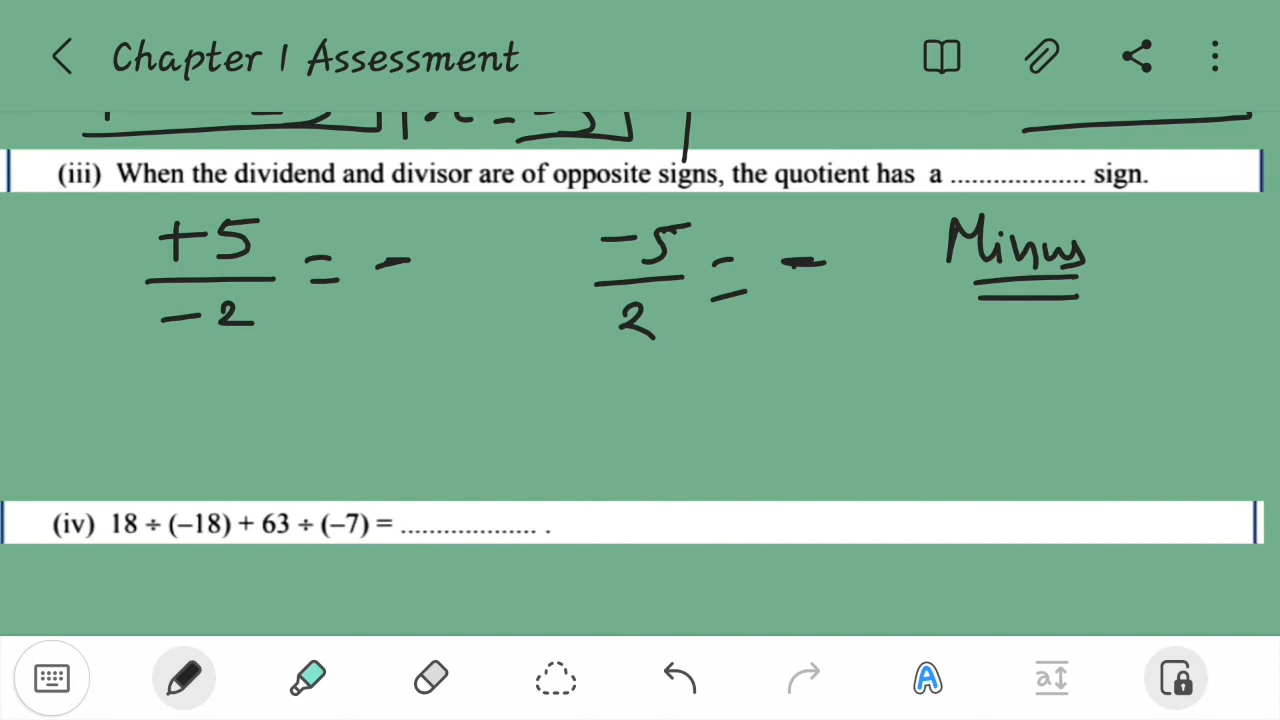 Chapter 1 Assessment
(iii) When the dividend and divisor are of opposite signs, the quotient has a ................... sign.
+5/-2 = - -5/2 = - Minus
(iv) 18 ÷ (–18) + 63 ÷ (–7) = ................... .
A
a